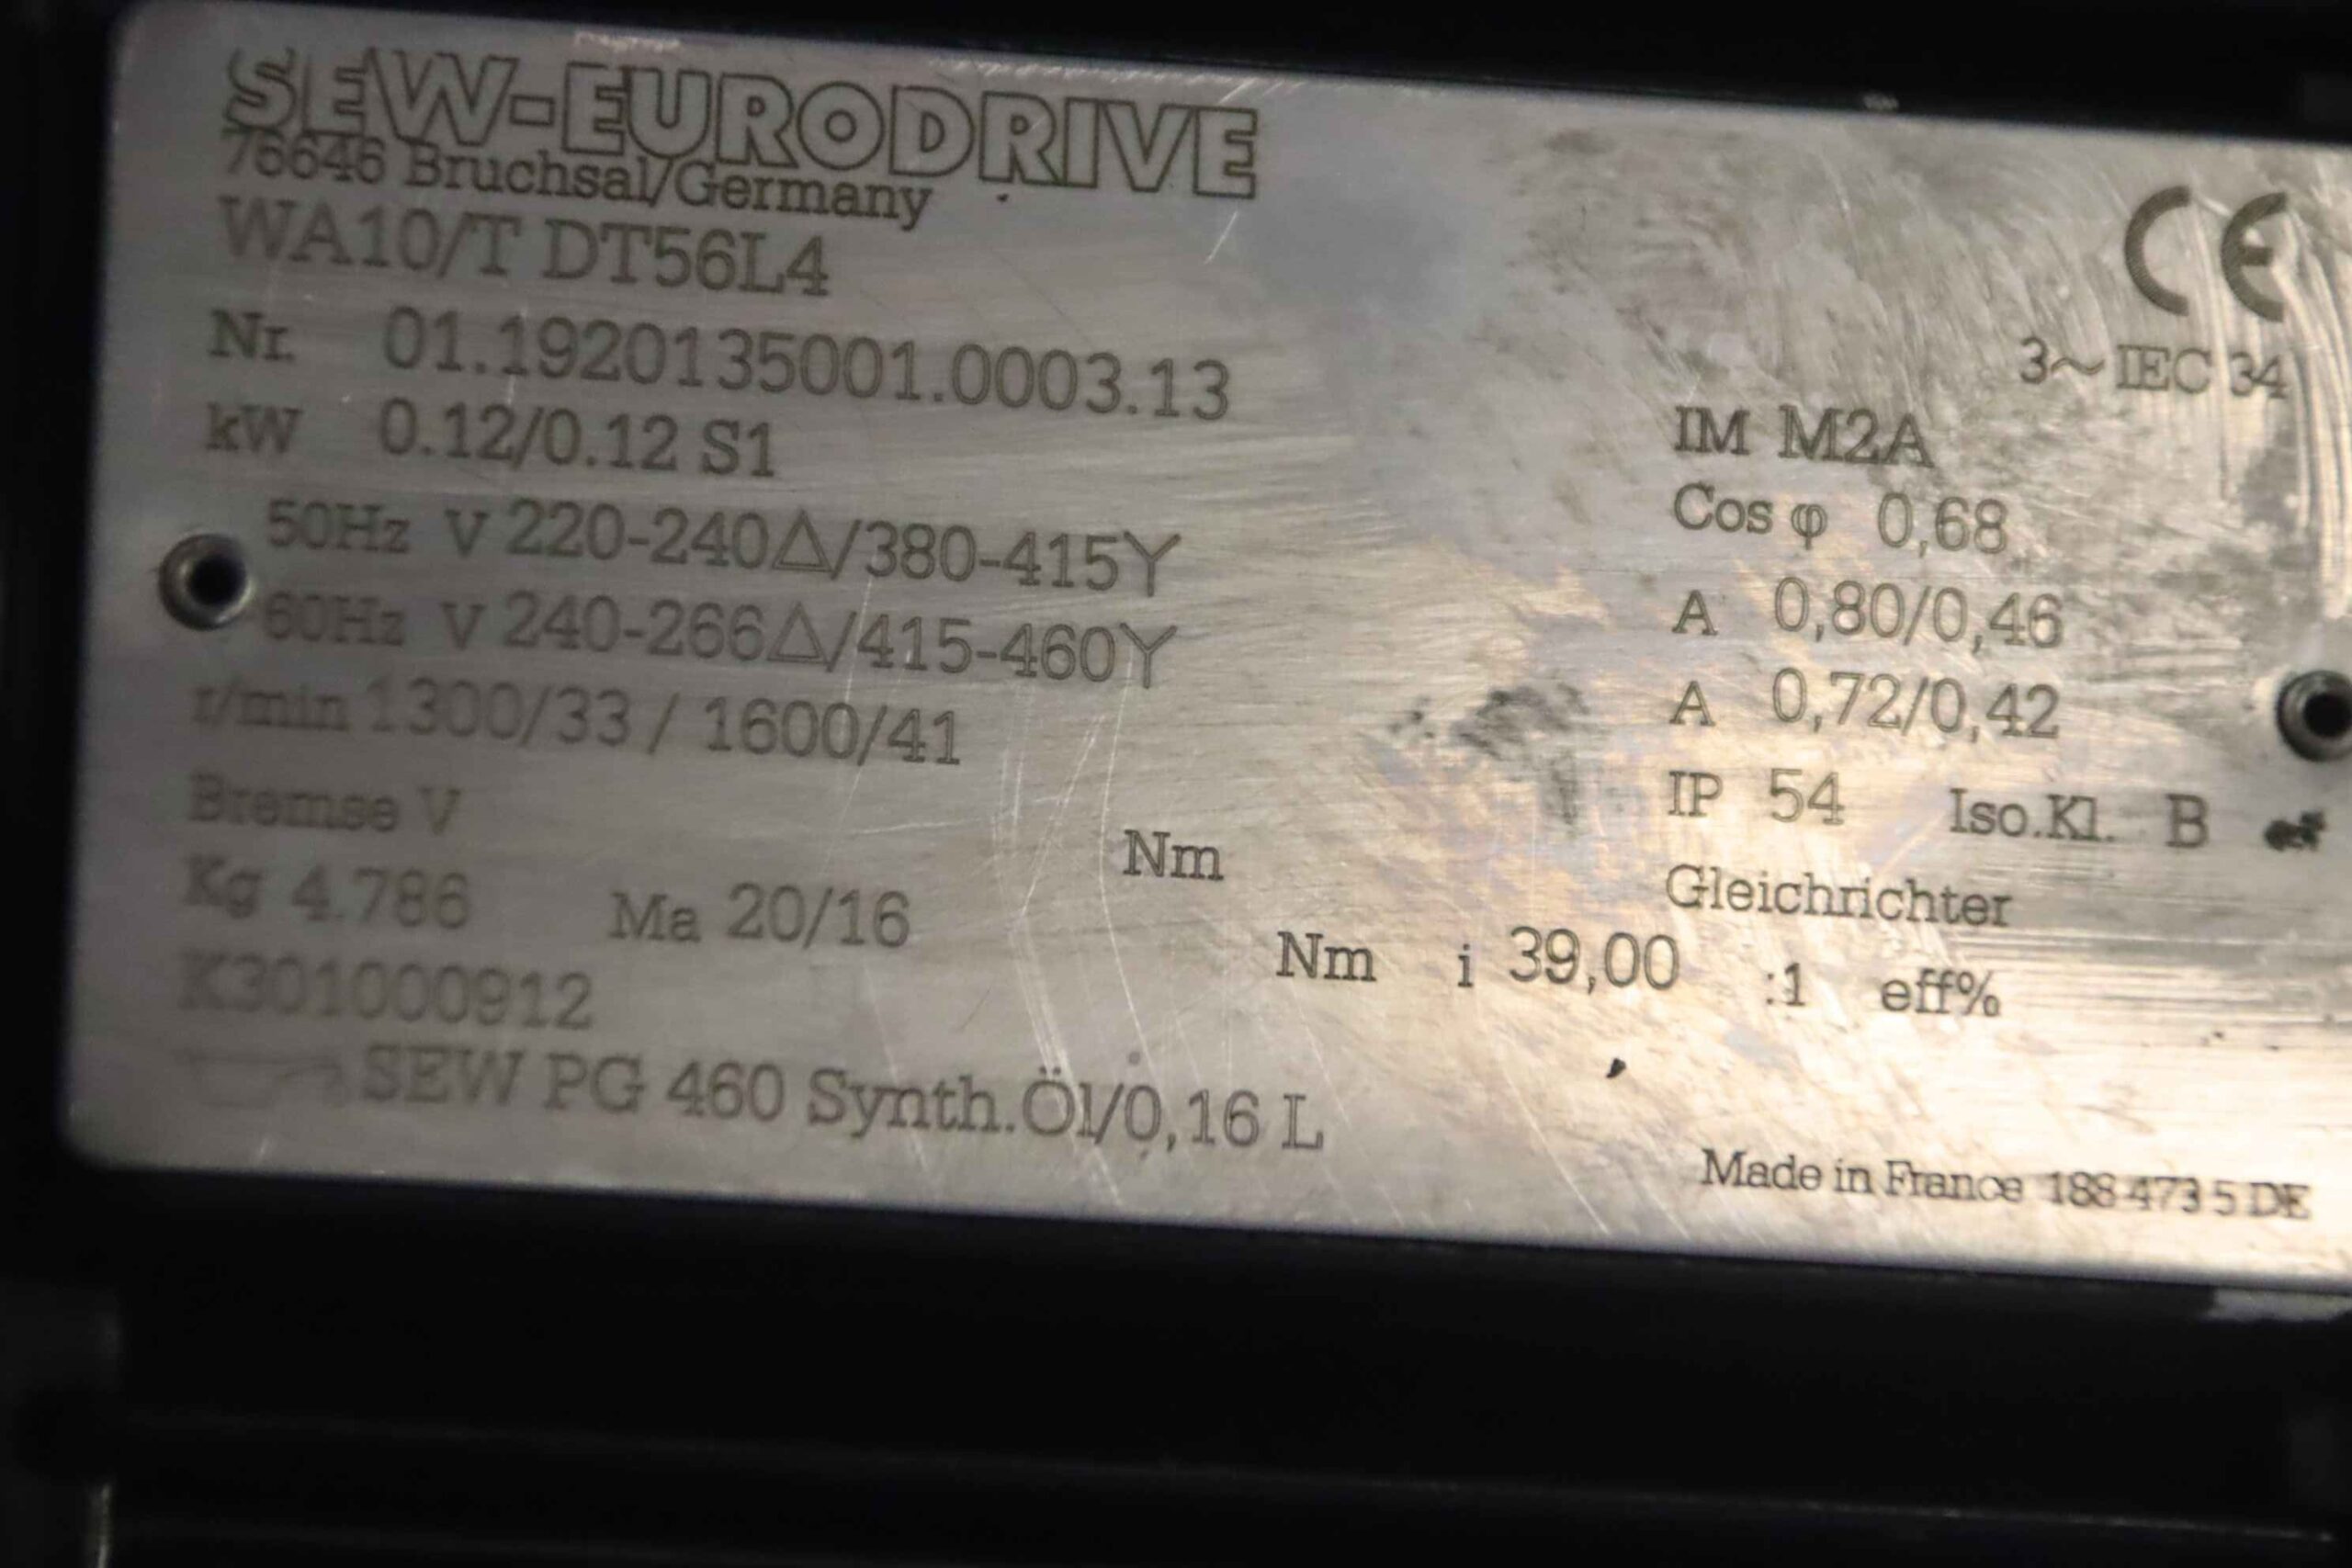 SEW-EURODRIVE
76646 Bruchsal/Germany
CE
WA10/T DT56L4
3~IEC 34
Nr. 01.1920135001.0003.13
kW 0.12/0.12 S1
IM M2A
50Hz V 220-240Δ/380-415Y
Cos φ 0,68
60Hz V 240-266Δ/415-460Y
A 0,80/0,46
r/min 1300/33 / 1600/41
A 0,72/0,42
Bremse V Nm
IP 54 Iso.Kl. B
Gleichrichter
Kg 4.786 Ma 20/16 Nm i 39,00 :1 eff%
K301000912
SEW PG 460 Synth.Öl/0,16 L
Made in France 188 473 5 DE